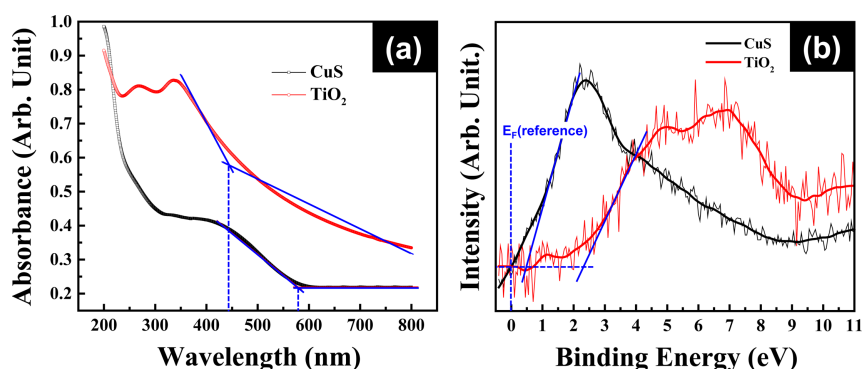 (a)
CuS
TiO₂
Absorbance (Arb. Unit)
1.0
0.9
0.8
0.7
0.6
0.5
0.4
0.3
0.2
200 300 400 500 600 700 800
Wavelength (nm)
(b)
CuS
TiO₂
E_F(reference)
Intensity (Arb. Unit.)
0 1 2 3 4 5 6 7 8 9 10 11
Binding Energy (eV)